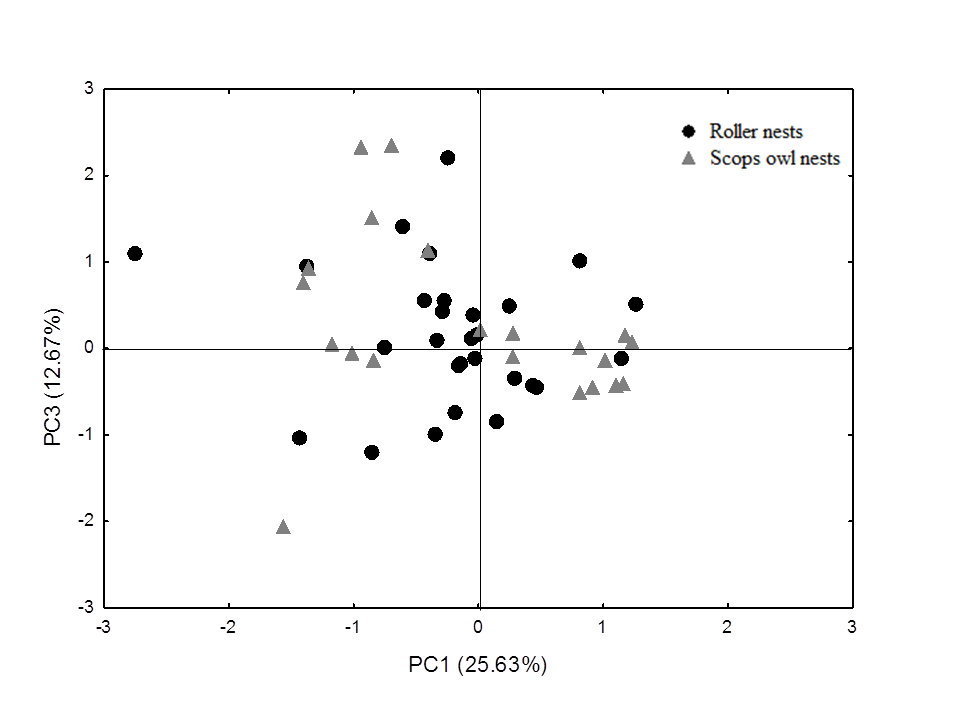 3
Roller nests
Scops owl nests
2
1
0
-1
-2
-3
PC3 (12.67%)
-3 -2 -1 0 1 2 3
PC1 (25.63%)